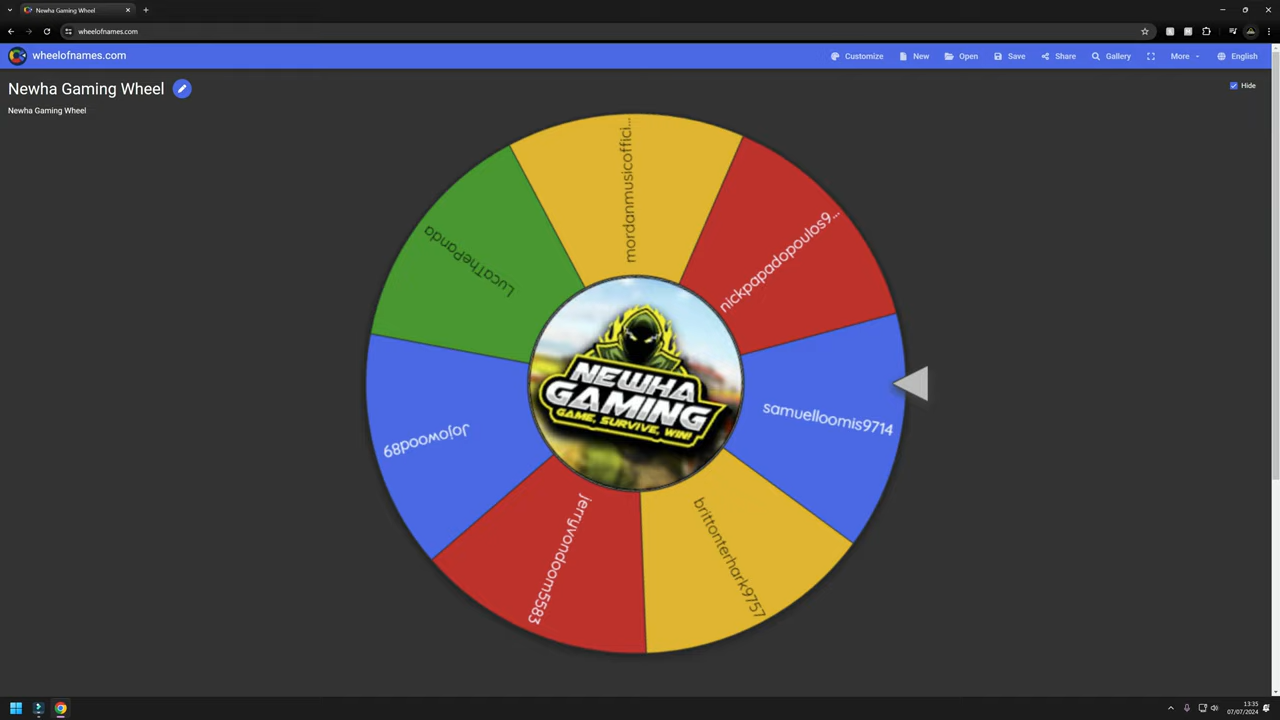 Newha Gaming Wheel
wheelofnames.com
wheelofnames.com
Customize
New
Open
Save
Share
Gallery
More
English
Newha Gaming Wheel
Hide
Newha Gaming Wheel
mordanmusicoffici...
nickpapadopoulos9...
LucaThePanda
samuelloomis9714
Jojowood89
brittonterhark9757
jerryvondoom5583
NEWHA
GAMING
GAME, SURVIVE, WIN!
13:35
07/07/2024